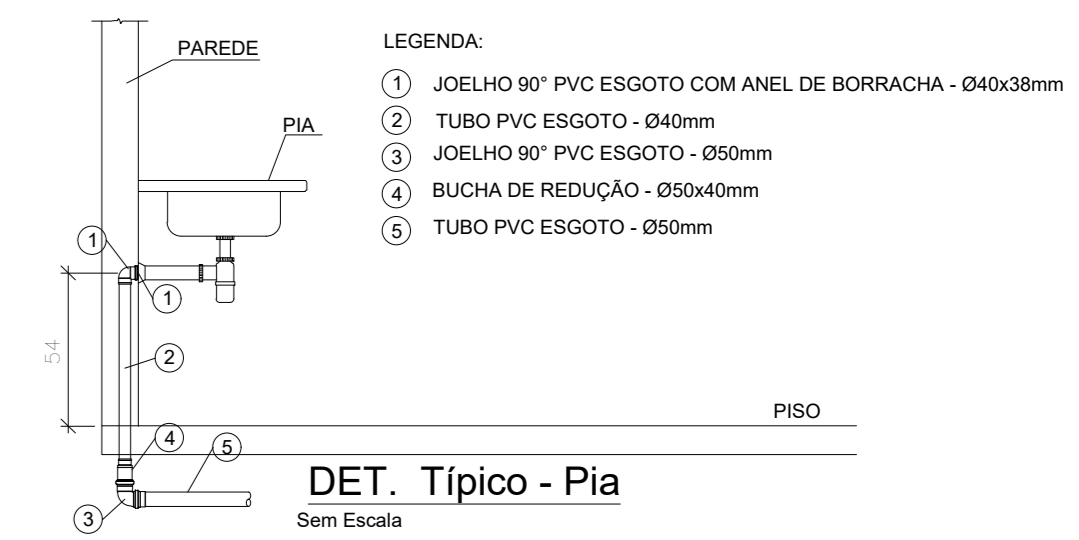 PAREDE
PIA
LEGENDA:
1 JOELHO 90° PVC ESGOTO COM ANEL DE BORRACHA - Ø40x38mm
2 TUBO PVC ESGOTO - Ø40mm
3 JOELHO 90° PVC ESGOTO - Ø50mm
4 BUCHA DE REDUÇÃO - Ø50x40mm
5 TUBO PVC ESGOTO - Ø50mm
1
1
54
2
PISO
4
5
3
DET. Típico - Pia
Sem Escala